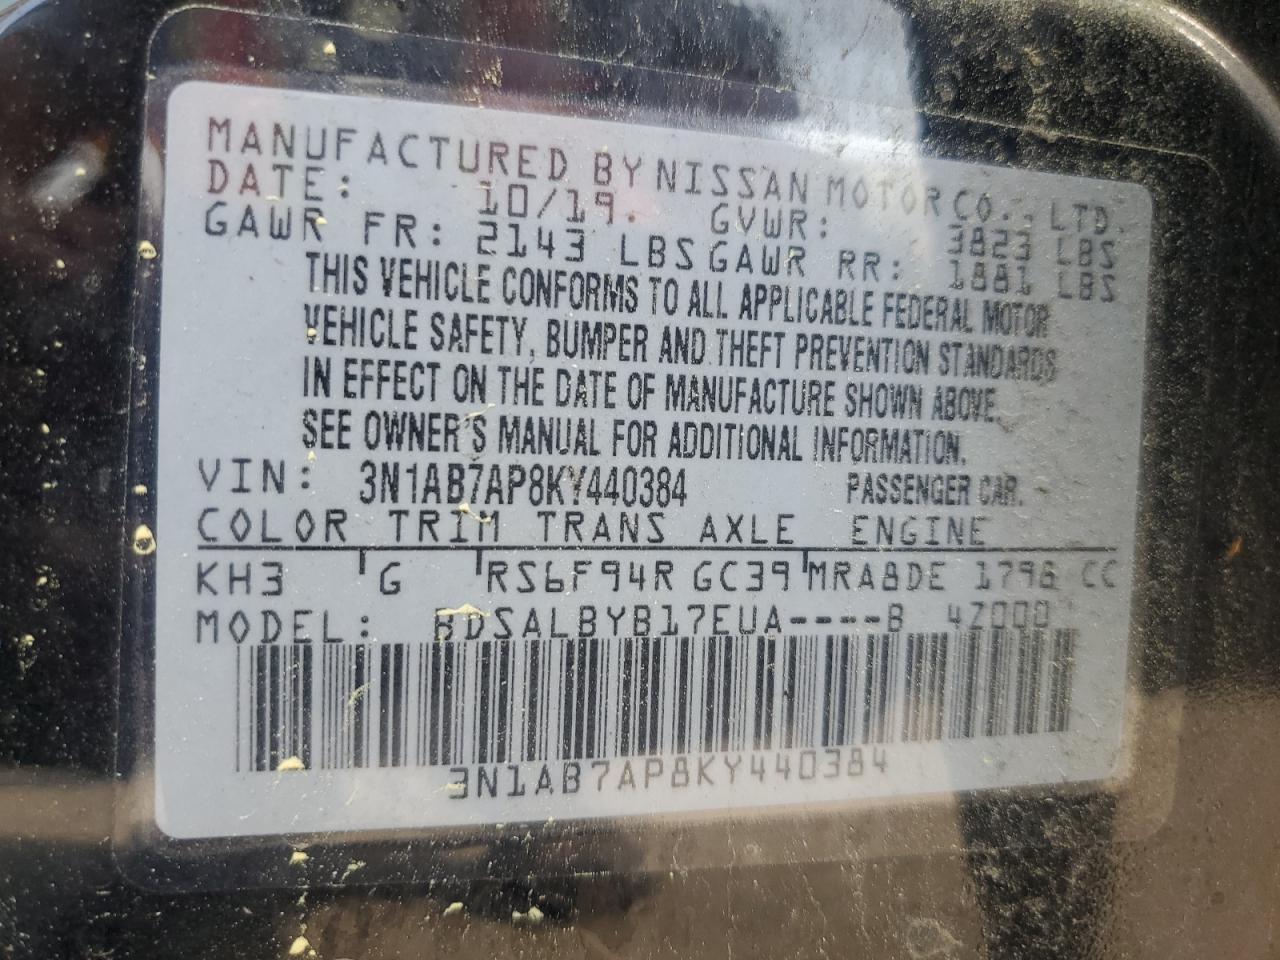 MANUFACTURED BY NISSAN MOTOR CO., LTD.
DATE: 10/19. GVWR: 3823 LBS
GAWR FR: 2143 LBS GAWR RR: 1881 LBS
THIS VEHICLE CONFORMS TO ALL APPLICABLE FEDERAL MOTOR
VEHICLE SAFETY, BUMPER AND THEFT PREVENTION STANDARDS
IN EFFECT ON THE DATE OF MANUFACTURE SHOWN ABOVE.
SEE OWNER'S MANUAL FOR ADDITIONAL INFORMATION.
VIN: 3N1AB7AP8KY440384 PASSENGER CAR.
COLOR TRIM TRANS AXLE ENGINE
KH3 G RS6F94R GC39 MRA8DE 1798 CC
MODEL: BDSALBYB17EUA----B 4Z000
3N1AB7AP8KY440384